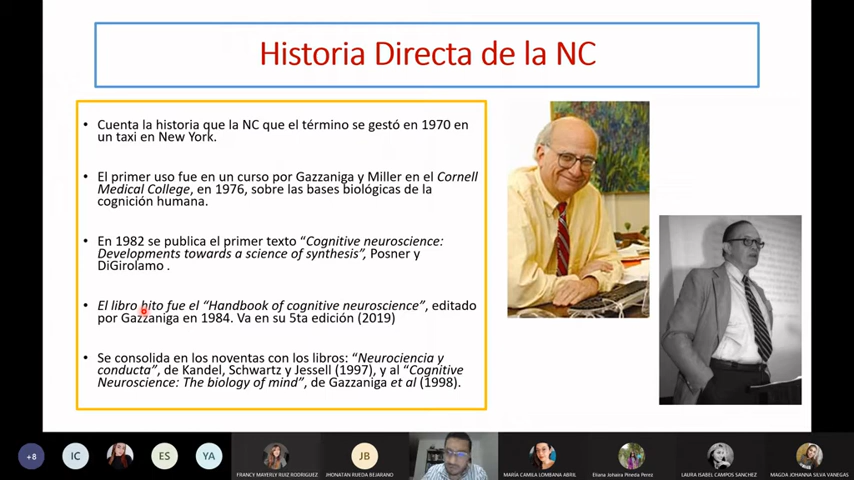 Historia Directa de la NC
• Cuenta la historia que la NC que el término se gestó en 1970 en
un taxi en New York.
• El primer uso fue en un curso por Gazzaniga y Miller en el Cornell
Medical College, en 1976, sobre las bases biológicas de la
cognición humana.
• En 1982 se publica el primer texto “Cognitive neuroscience:
Developments towards a science of synthesis”, Posner y
DiGirolamo .
• El libro hito fue el “Handbook of cognitive neuroscience”, editado
por Gazzaniga en 1984. Va en su 5ta edición (2019)
• Se consolida en los noventas con los libros: “Neurociencia y
conducta”, de Kandel, Schwartz y Jessell (1997), y al “Cognitive
Neuroscience: The biology of mind”, de Gazzaniga et al (1998).
+8
IC
ES
YA
JB
FRANCY MAYERLY RUIZ RODRIGUEZ
JHONATAN RUEDA BEJARANO
MARÍA CAMILA LOMBANA ABRIL
Eliana Johaira Pineda Perez
LAURA ISABEL CAMPOS SANCHEZ
MAGDA JOHANNA SILVA VANEGAS